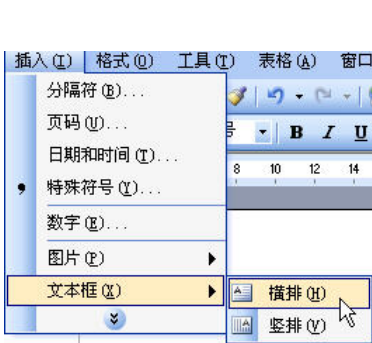 插入(I) 格式(O) 工具(T) 表格(A) 窗口
分隔符(B)...
页码(U)...
日期和时间(T)...
特殊符号(Y)...
数字(E)...
图片(P)
文本框(X)
横排(H)
竖排(V)
号 B I U
8 10 12 14